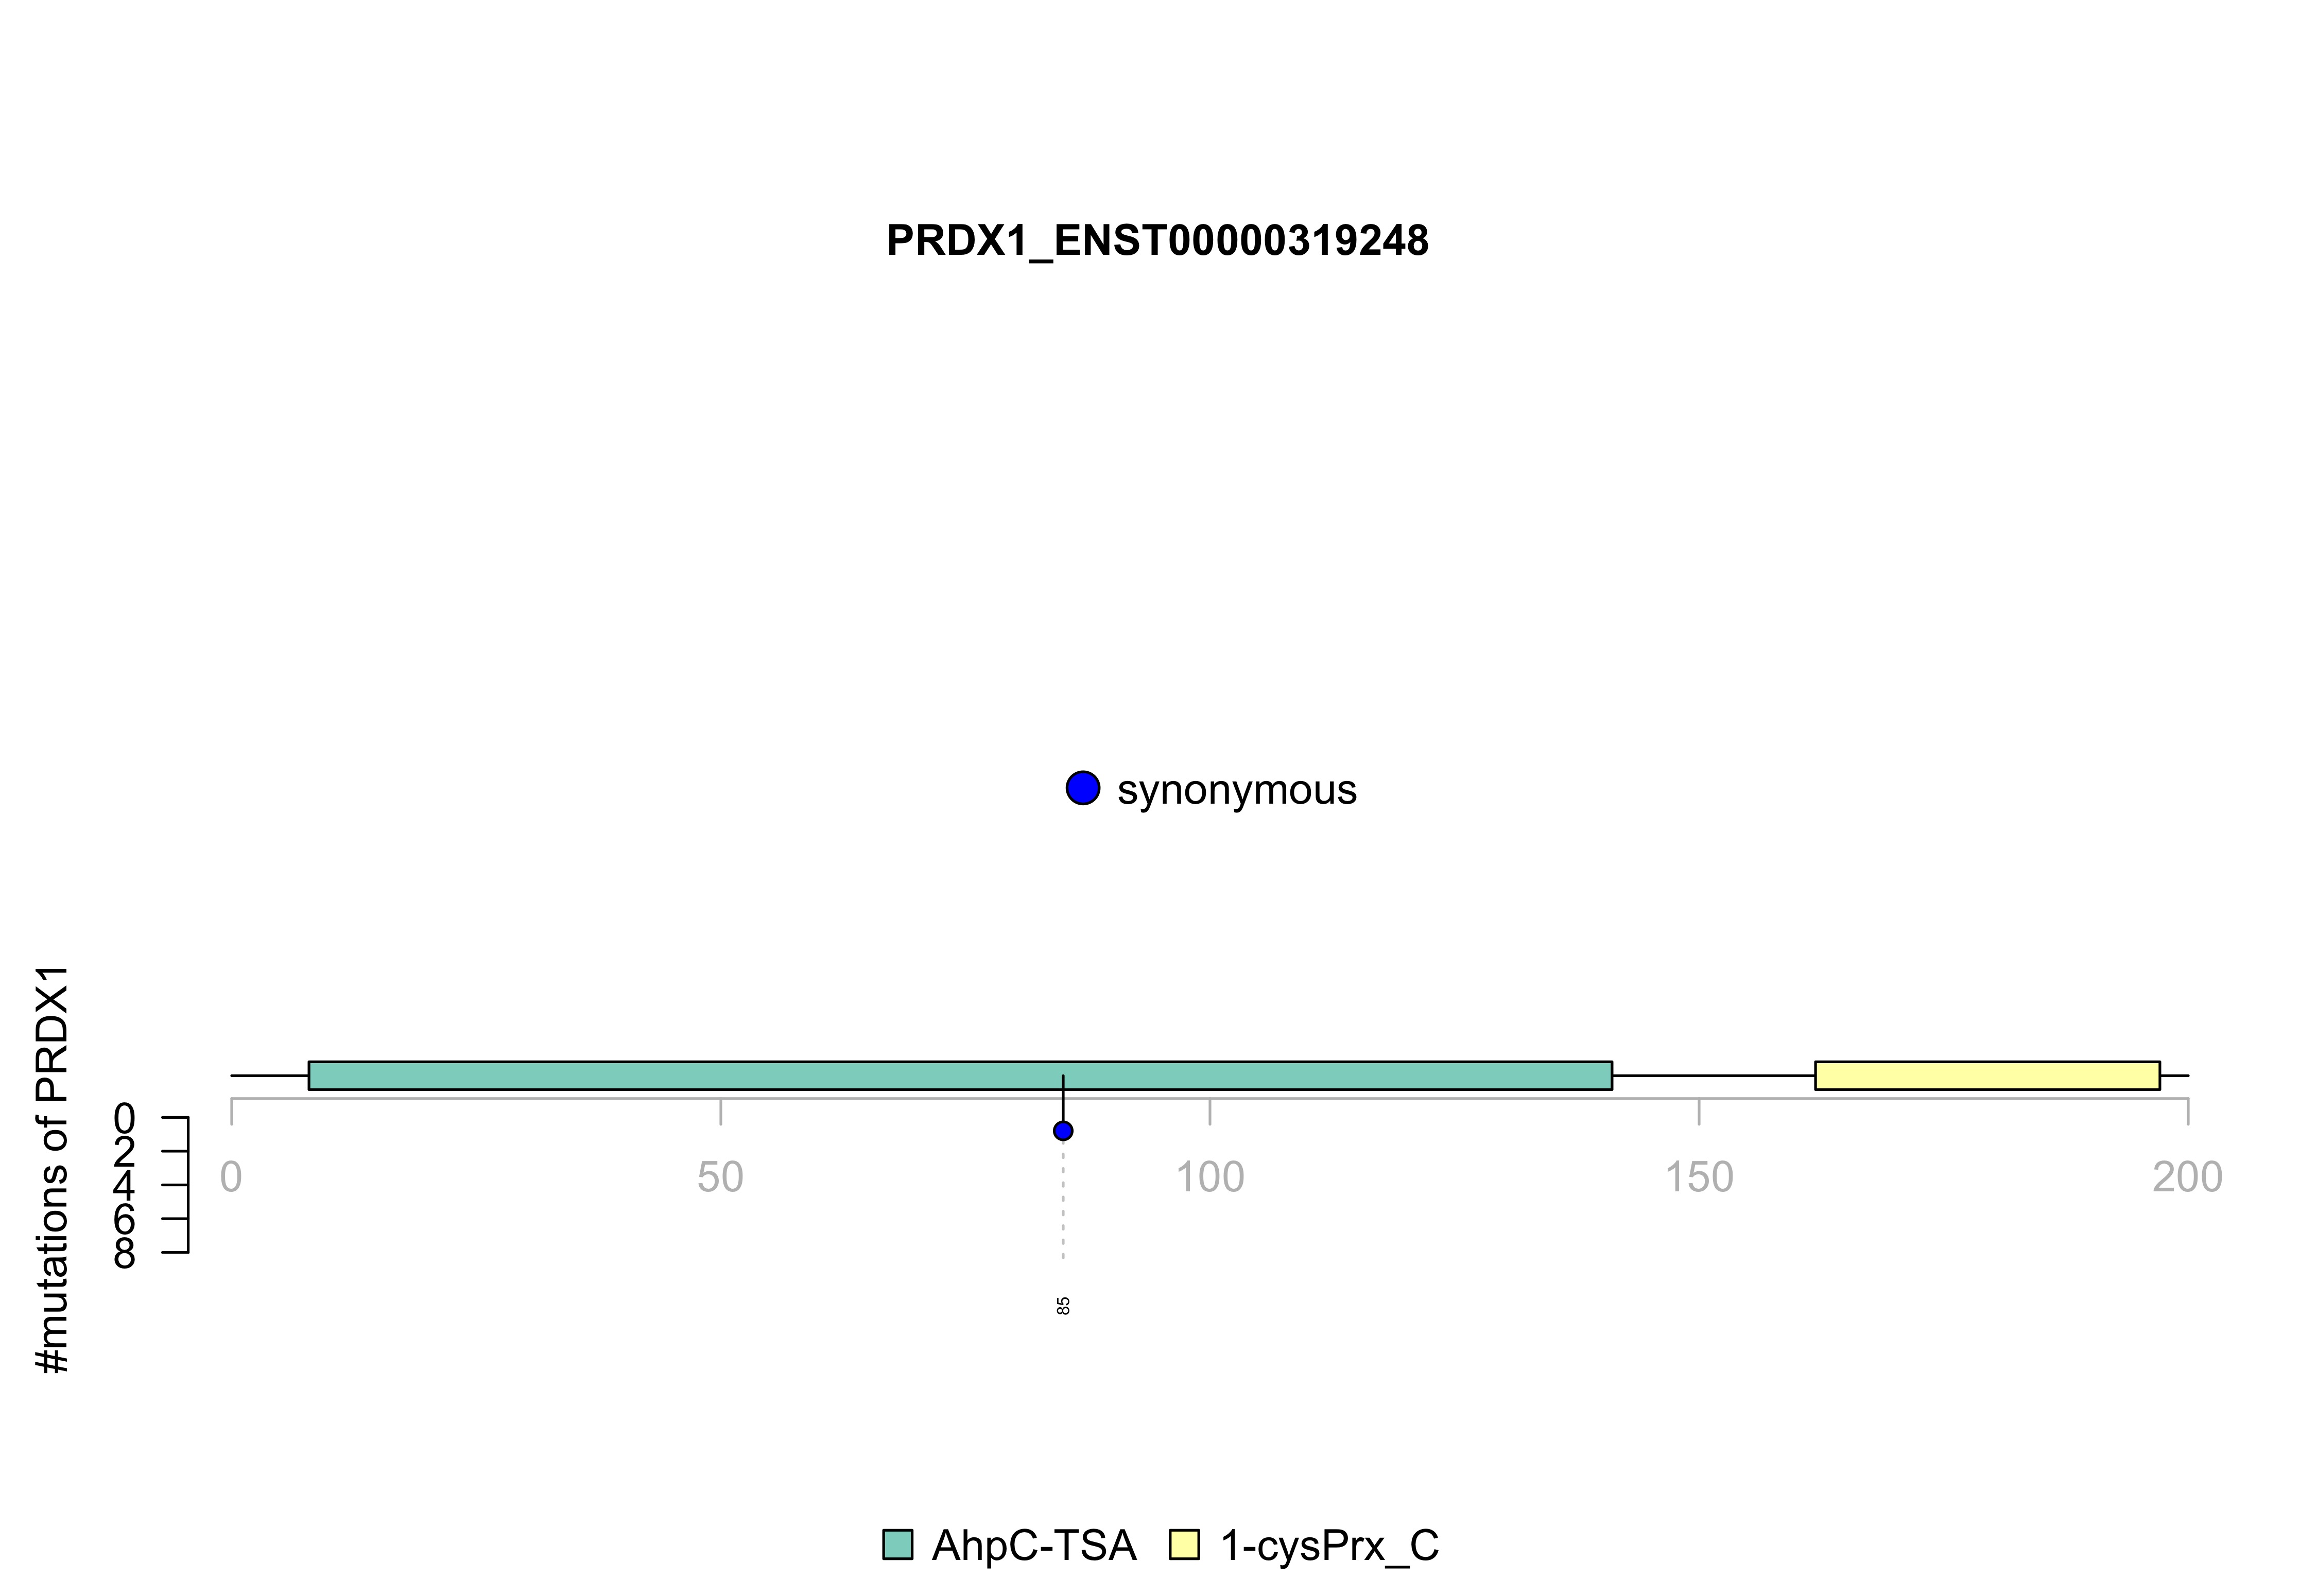 PRDX1_ENST00000319248
synonymous
#mutations of PRDX1
0
2
4
6
8
0 50 100 150 200
85
AhpC-TSA 1-cysPrx_C